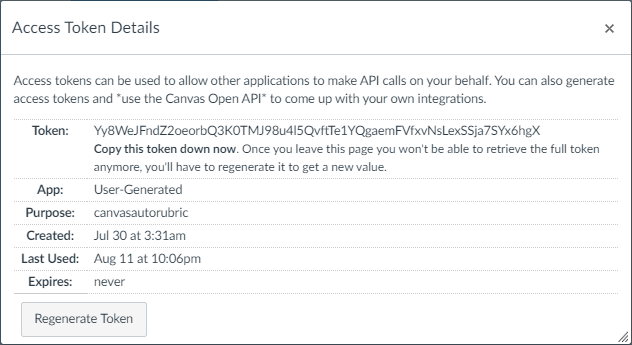 Access Token Details ×
Access tokens can be used to allow other applications to make API calls on your behalf. You can also generate
access tokens and *use the Canvas Open API* to come up with your own integrations.
Token: Yy8WeJFndZ2oeorbQ3K0TMJ98u4l5QvftTe1YQgaemFVfxvNsLexSSja7SYx6hgX
Copy this token down now. Once you leave this page you won't be able to retrieve the full token
anymore, you'll have to regenerate it to get a new value.
App: User-Generated
Purpose: canvasautorubric
Created: Jul 30 at 3:31am
Last Used: Aug 11 at 10:06pm
Expires: never
Regenerate Token